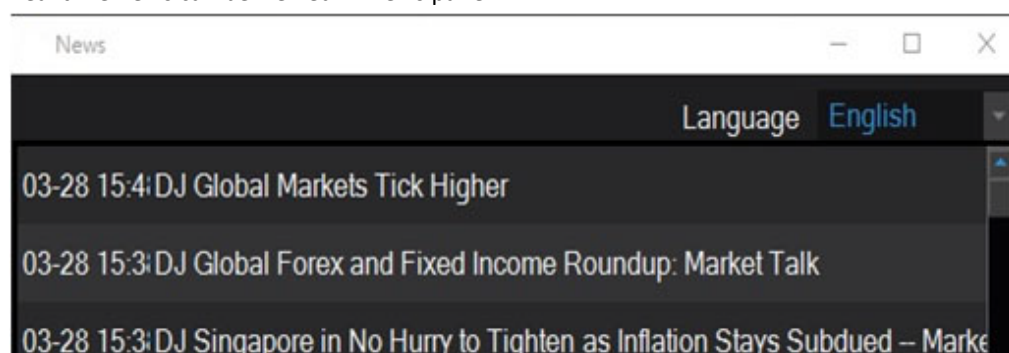 News
Language English
03-28 15:4 DJ Global Markets Tick Higher
03-28 15:3 DJ Global Forex and Fixed Income Roundup: Market Talk
03-28 15:3 DJ Singapore in No Hurry to Tighten as Inflation Stays Subdued -- Marke